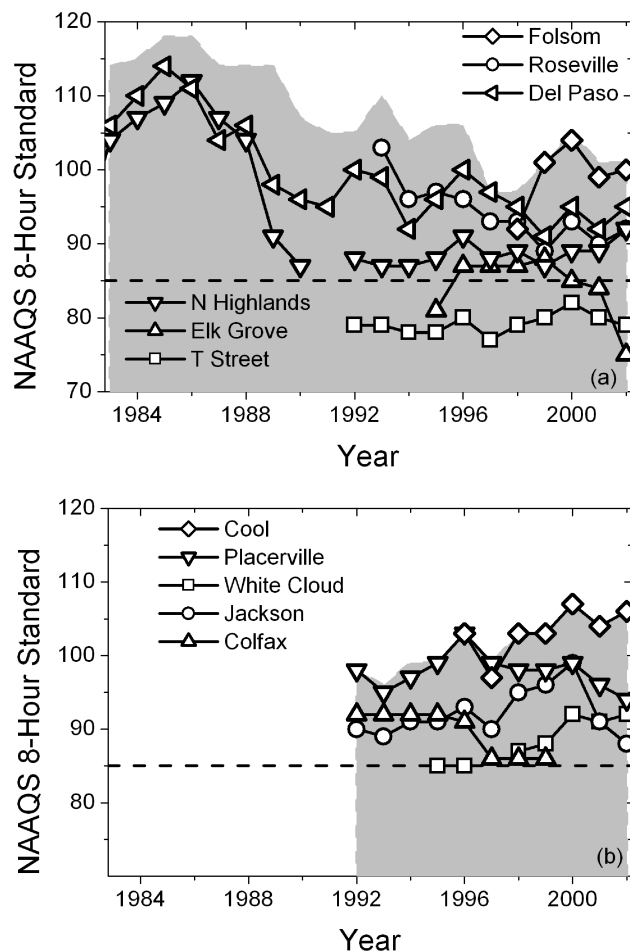 NAAQS 8-Hour Standard
120
110
100
90
80
70
Folsom
Roseville
Del Paso
N Highlands
Elk Grove
T Street
(a)
1984 1988 1992 1996 2000
Year
NAAQS 8-Hour Standard
120
110
100
90
80
Cool
Placerville
White Cloud
Jackson
Colfax
(b)
1984 1988 1992 1996 2000
Year